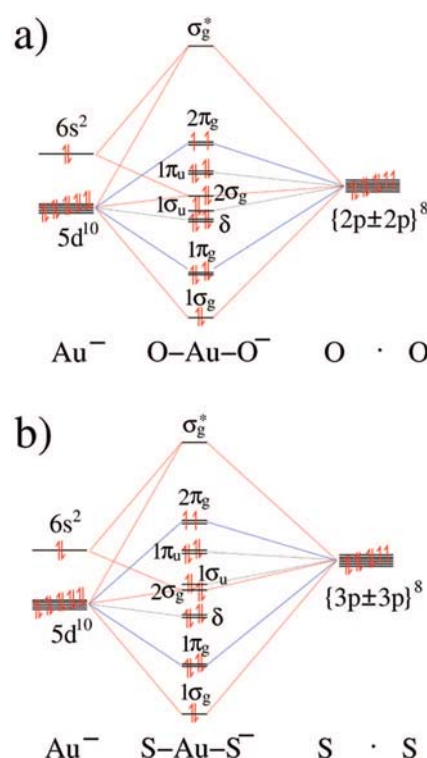 a)
σg*
6s²
2πg
1πu
2σg
1σu
δ
5d¹⁰
{2p±2p}⁸
1πg
1σg
Au⁻ O–Au–O⁻ O · O
b)
σg*
2πg
6s²
1πu
1σu
2σg
δ
5d¹⁰
{3p±3p}⁸
1πg
1σg
Au⁻ S–Au–S⁻ S · S